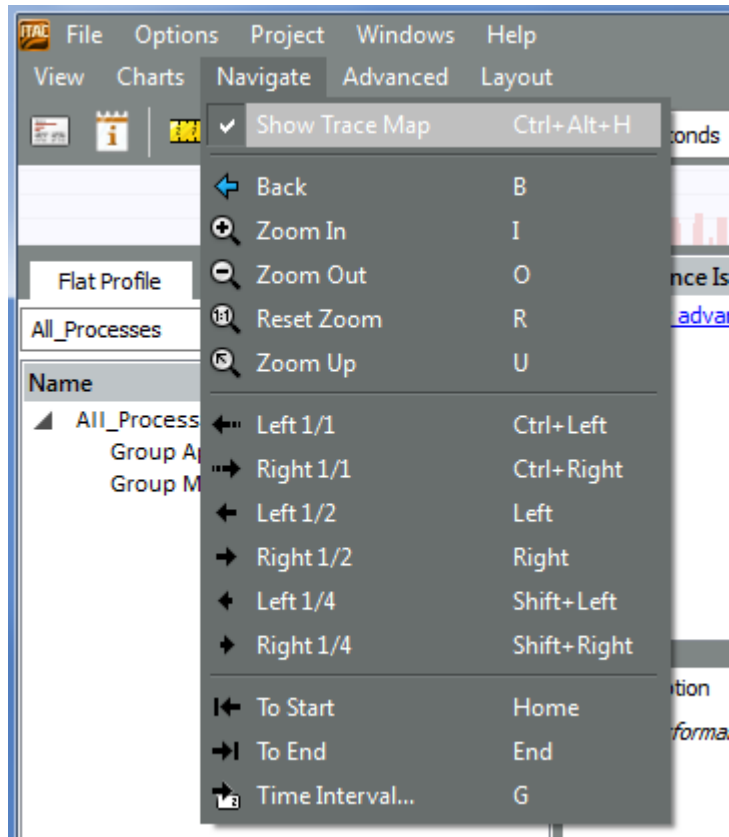 ITAC File Options Project Windows Help
View Charts Navigate Advanced Layout
Show Trace Map Ctrl+Alt+H
onds
Back B
Zoom In I
Zoom Out O
Reset Zoom R
Zoom Up U
Flat Profile
nce Is
All_Processes
advan
Name
All_Process
Group Ap
Group M
Left 1/1 Ctrl+Left
Right 1/1 Ctrl+Right
Left 1/2 Left
Right 1/2 Right
Left 1/4 Shift+Left
Right 1/4 Shift+Right
tion
To Start Home
forma
To End End
Time Interval... G